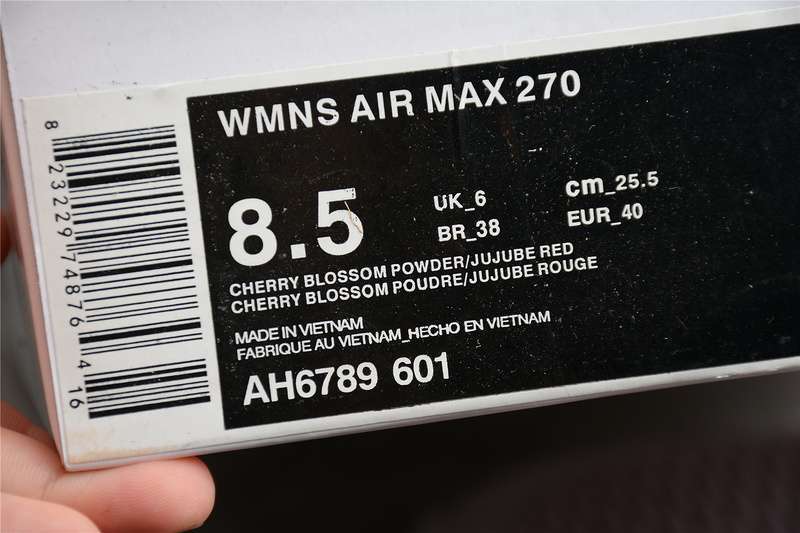 WMNS AIR MAX 270
8.5
UK_6
cm_25.5
BR_38
EUR_40
CHERRY BLOSSOM POWDER/JUJUBE RED
CHERRY BLOSSOM POUDRE/JUJUBE ROUGE
MADE IN VIETNAM
FABRIQUE AU VIETNAM_HECHO EN VIETNAM
AH6789 601
8 23229 74876 4 16